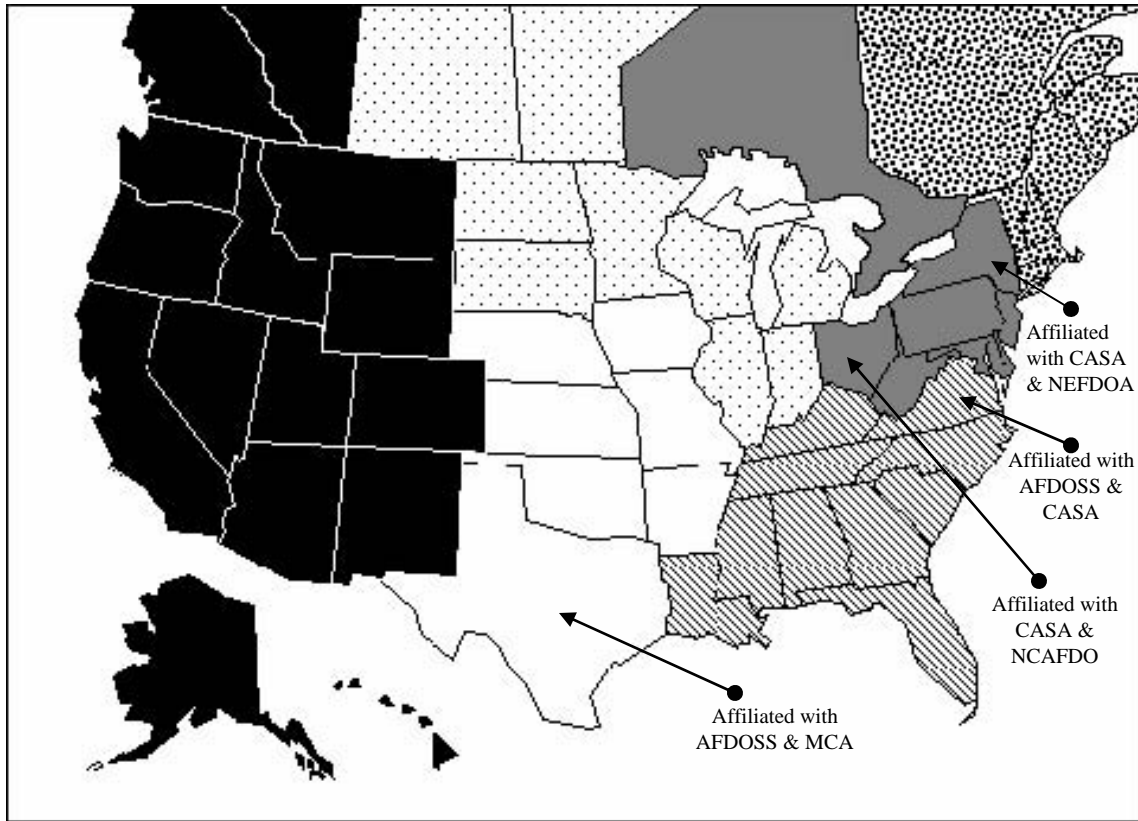 Affiliated
with CASA
& NEFDOA
Affiliated with
AFDOSS &
CASA
Affiliated with
CASA &
NCAFDO
Affiliated with
AFDOSS & MCA